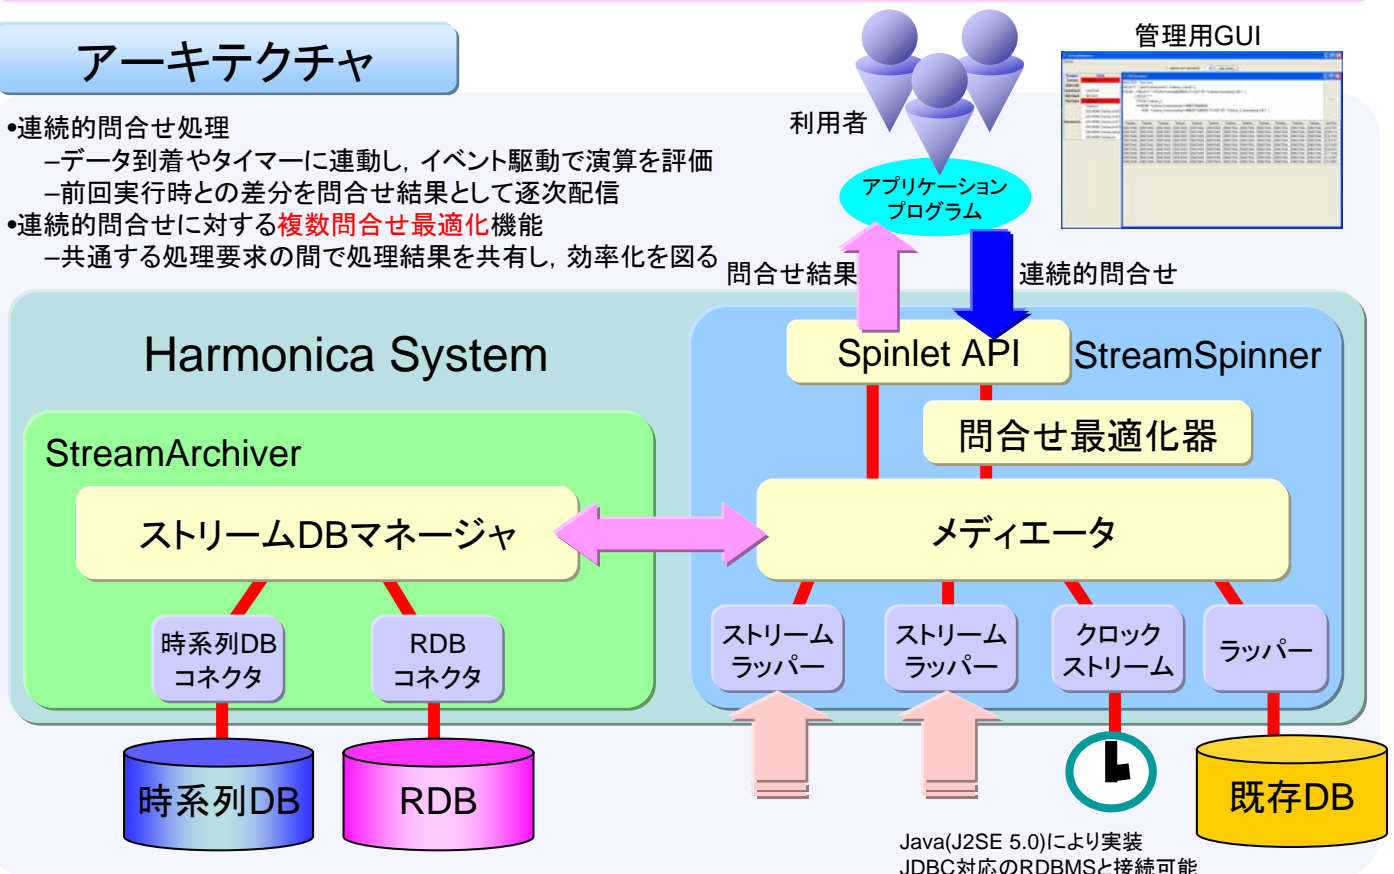 アーキテクチャ
管理用GUI
•連続的問合せ処理
–データ到着やタイマーに連動し，イベント駆動で演算を評価
–前回実行時との差分を問合せ結果として逐次配信
•連続的問合せに対する複数問合せ最適化機能
–共通する処理要求の間で処理結果を共有し，効率化を図る
利用者
アプリケーション
プログラム
問合せ結果
連続的問合せ
Harmonica System
Spinlet API
StreamSpinner
問合せ最適化器
StreamArchiver
ストリームDBマネージャ
メディエータ
時系列DB
コネクタ
RDB
コネクタ
ストリーム
ラッパー
ストリーム
ラッパー
クロック
ストリーム
ラッパー
時系列DB
RDB
既存DB
Java(J2SE 5.0)により実装
JDBC対応のRDBMSと接続可能